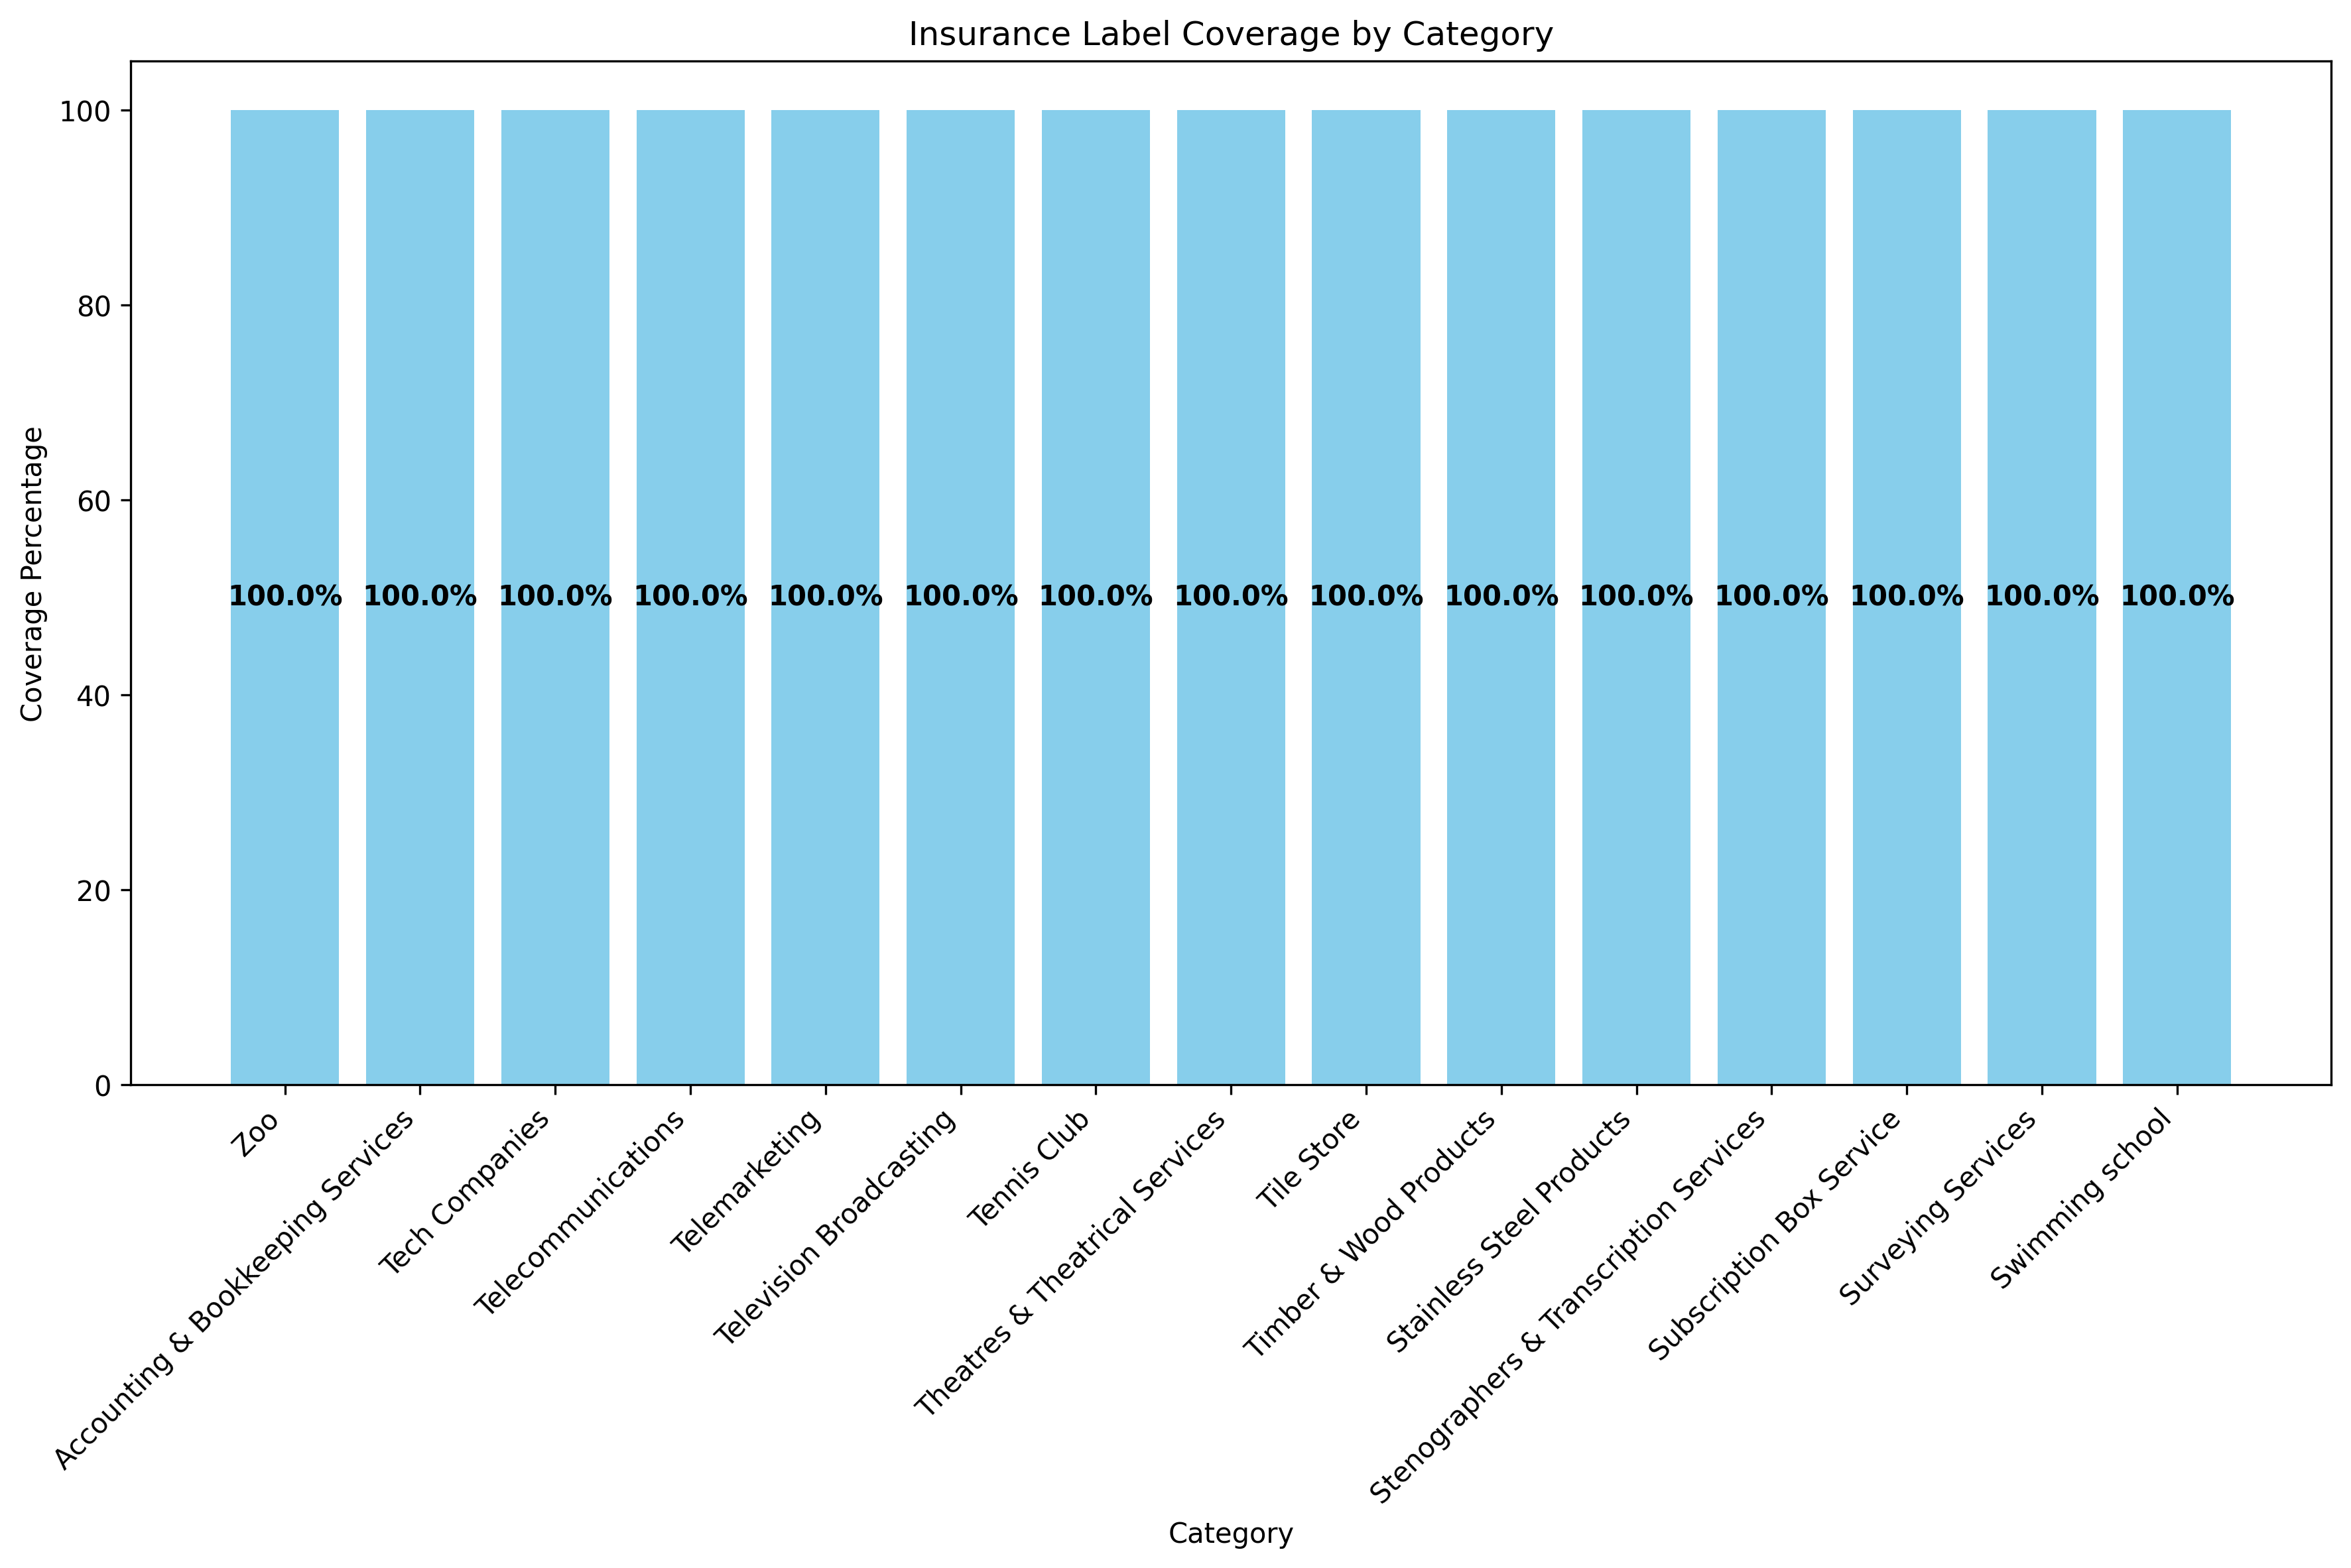 Insurance Label Coverage by Category
Coverage Percentage
100
80
60
40
20
0
100.0% 100.0% 100.0% 100.0% 100.0% 100.0% 100.0% 100.0% 100.0% 100.0% 100.0% 100.0% 100.0% 100.0% 100.0%
Zoo
Accounting & Bookkeeping Services
Tech Companies
Telecommunications
Telemarketing
Television Broadcasting
Tennis Club
Theatres & Theatrical Services
Tile Store
Timber & Wood Products
Stainless Steel Products
Stenographers & Transcription Services
Subscription Box Service
Surveying Services
Swimming school
Category